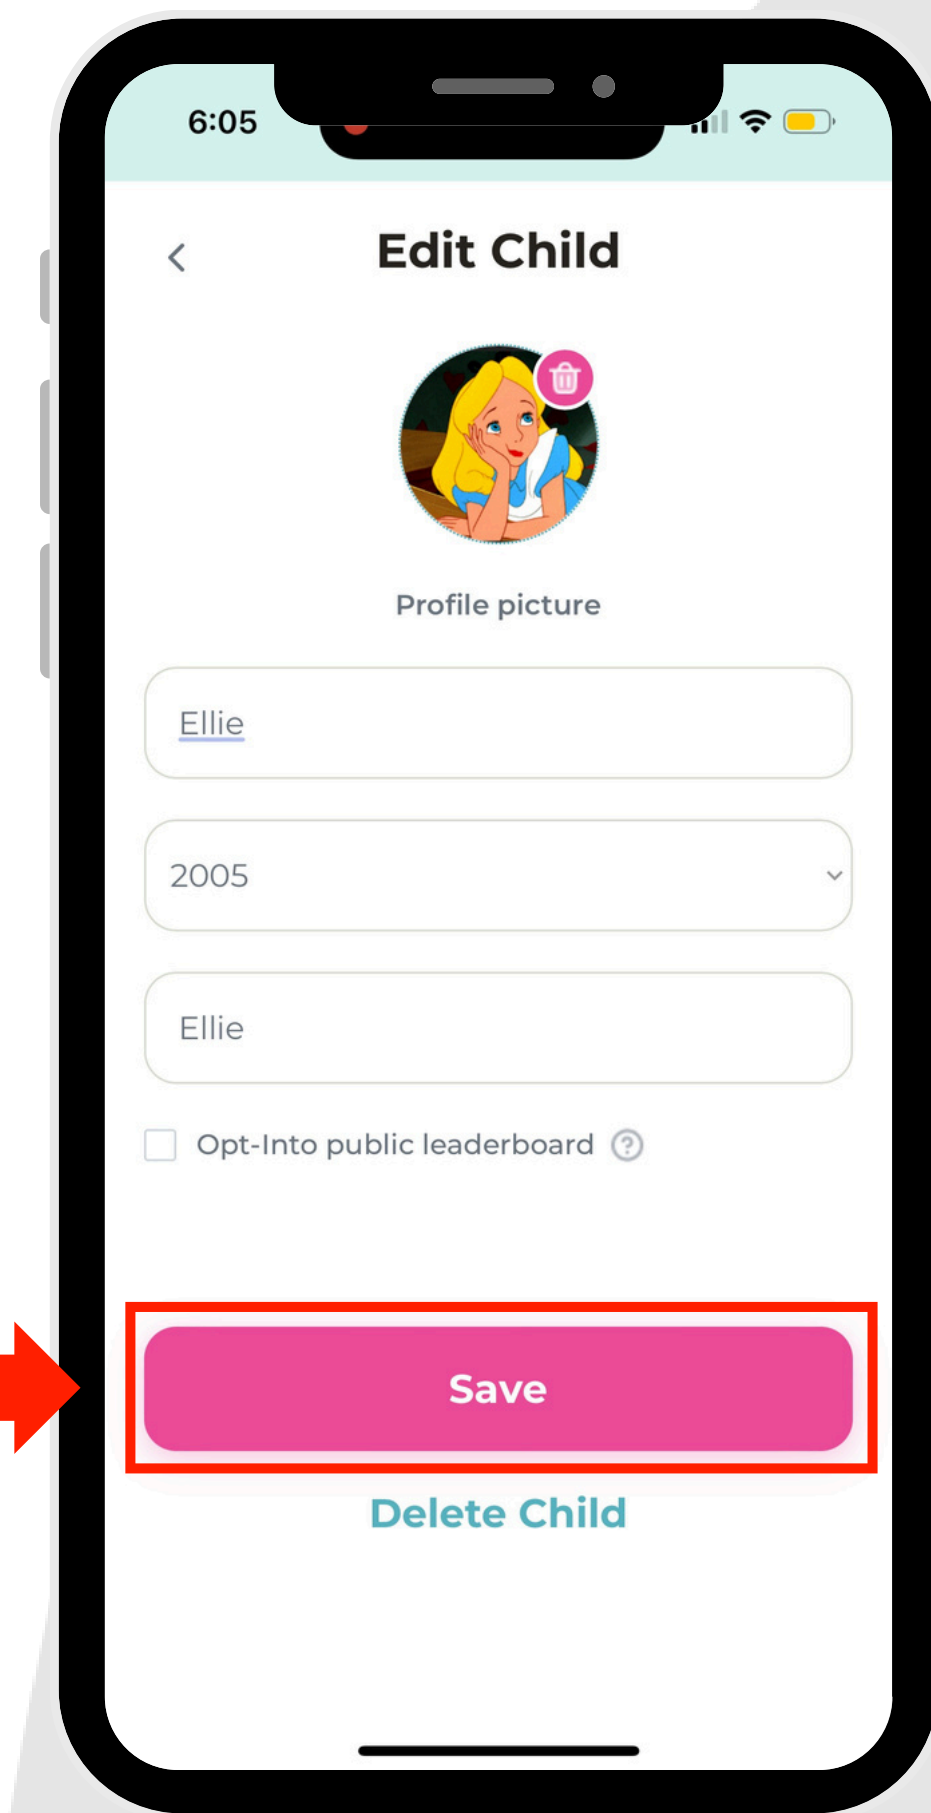 6:05
Edit Child
Profile picture
Ellie
2005
Ellie
Opt-Into public leaderboard ?
Save
Delete Child